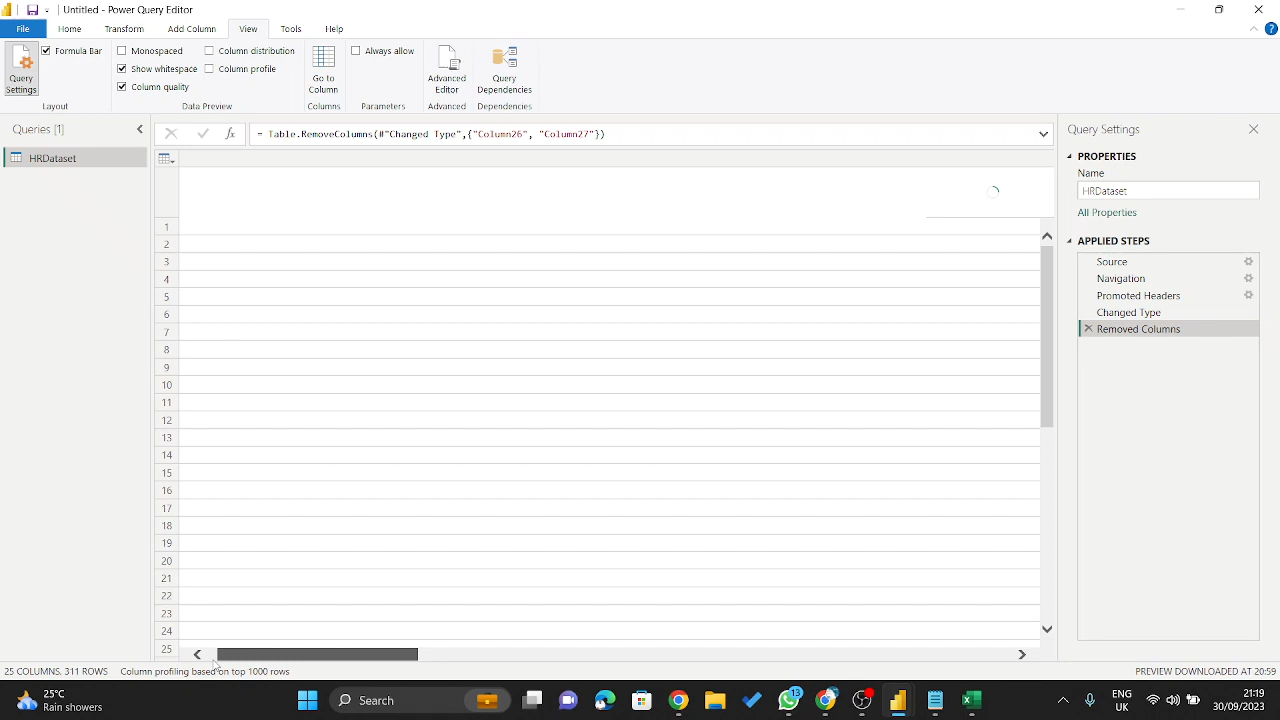 Untitled - Power Query Editor
File Home Transform Add Column View Tools Help
Query Settings
Formula Bar
Monospaced
Show whitespace
Column quality
Column distribution
Column profile
Go to Column
Always allow
Advanced Editor
Query Dependencies
Layout Data Preview Columns Parameters Advanced Dependencies
Queries [1]
HRDataset
fx = Table.RemoveColumns(#"Changed Type",{"Column26", "Column27"})
1
2
3
4
5
6
7
8
9
10
11
12
13
14
15
16
17
18
19
20
21
22
23
24
25
Query Settings
PROPERTIES
Name
HRDataset
All Properties
APPLIED STEPS
Source
Navigation
Promoted Headers
Changed Type
Removed Columns
25 COLUMNS, 311 ROWS Column profiling based on top 1000 rows PREVIEW DOWNLOADED AT 20:59
25°C
Rain showers
Search
13
ENG
UK
21:19
30/09/2023